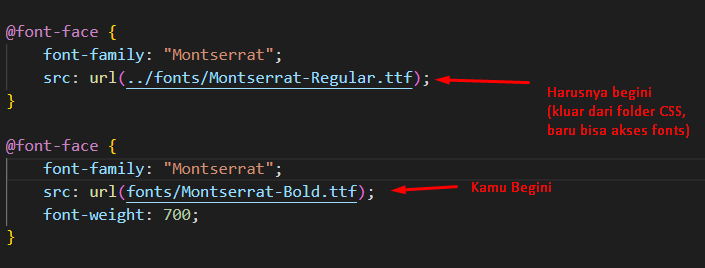 @font-face {
font-family: "Montserrat";
src: url(../fonts/Montserrat-Regular.ttf);
}
Harusnya begini
(kluar dari folder CSS,
baru bisa akses fonts)
@font-face {
font-family: "Montserrat";
src: url(fonts/Montserrat-Bold.ttf);
Kamu Begini
font-weight: 700;
}